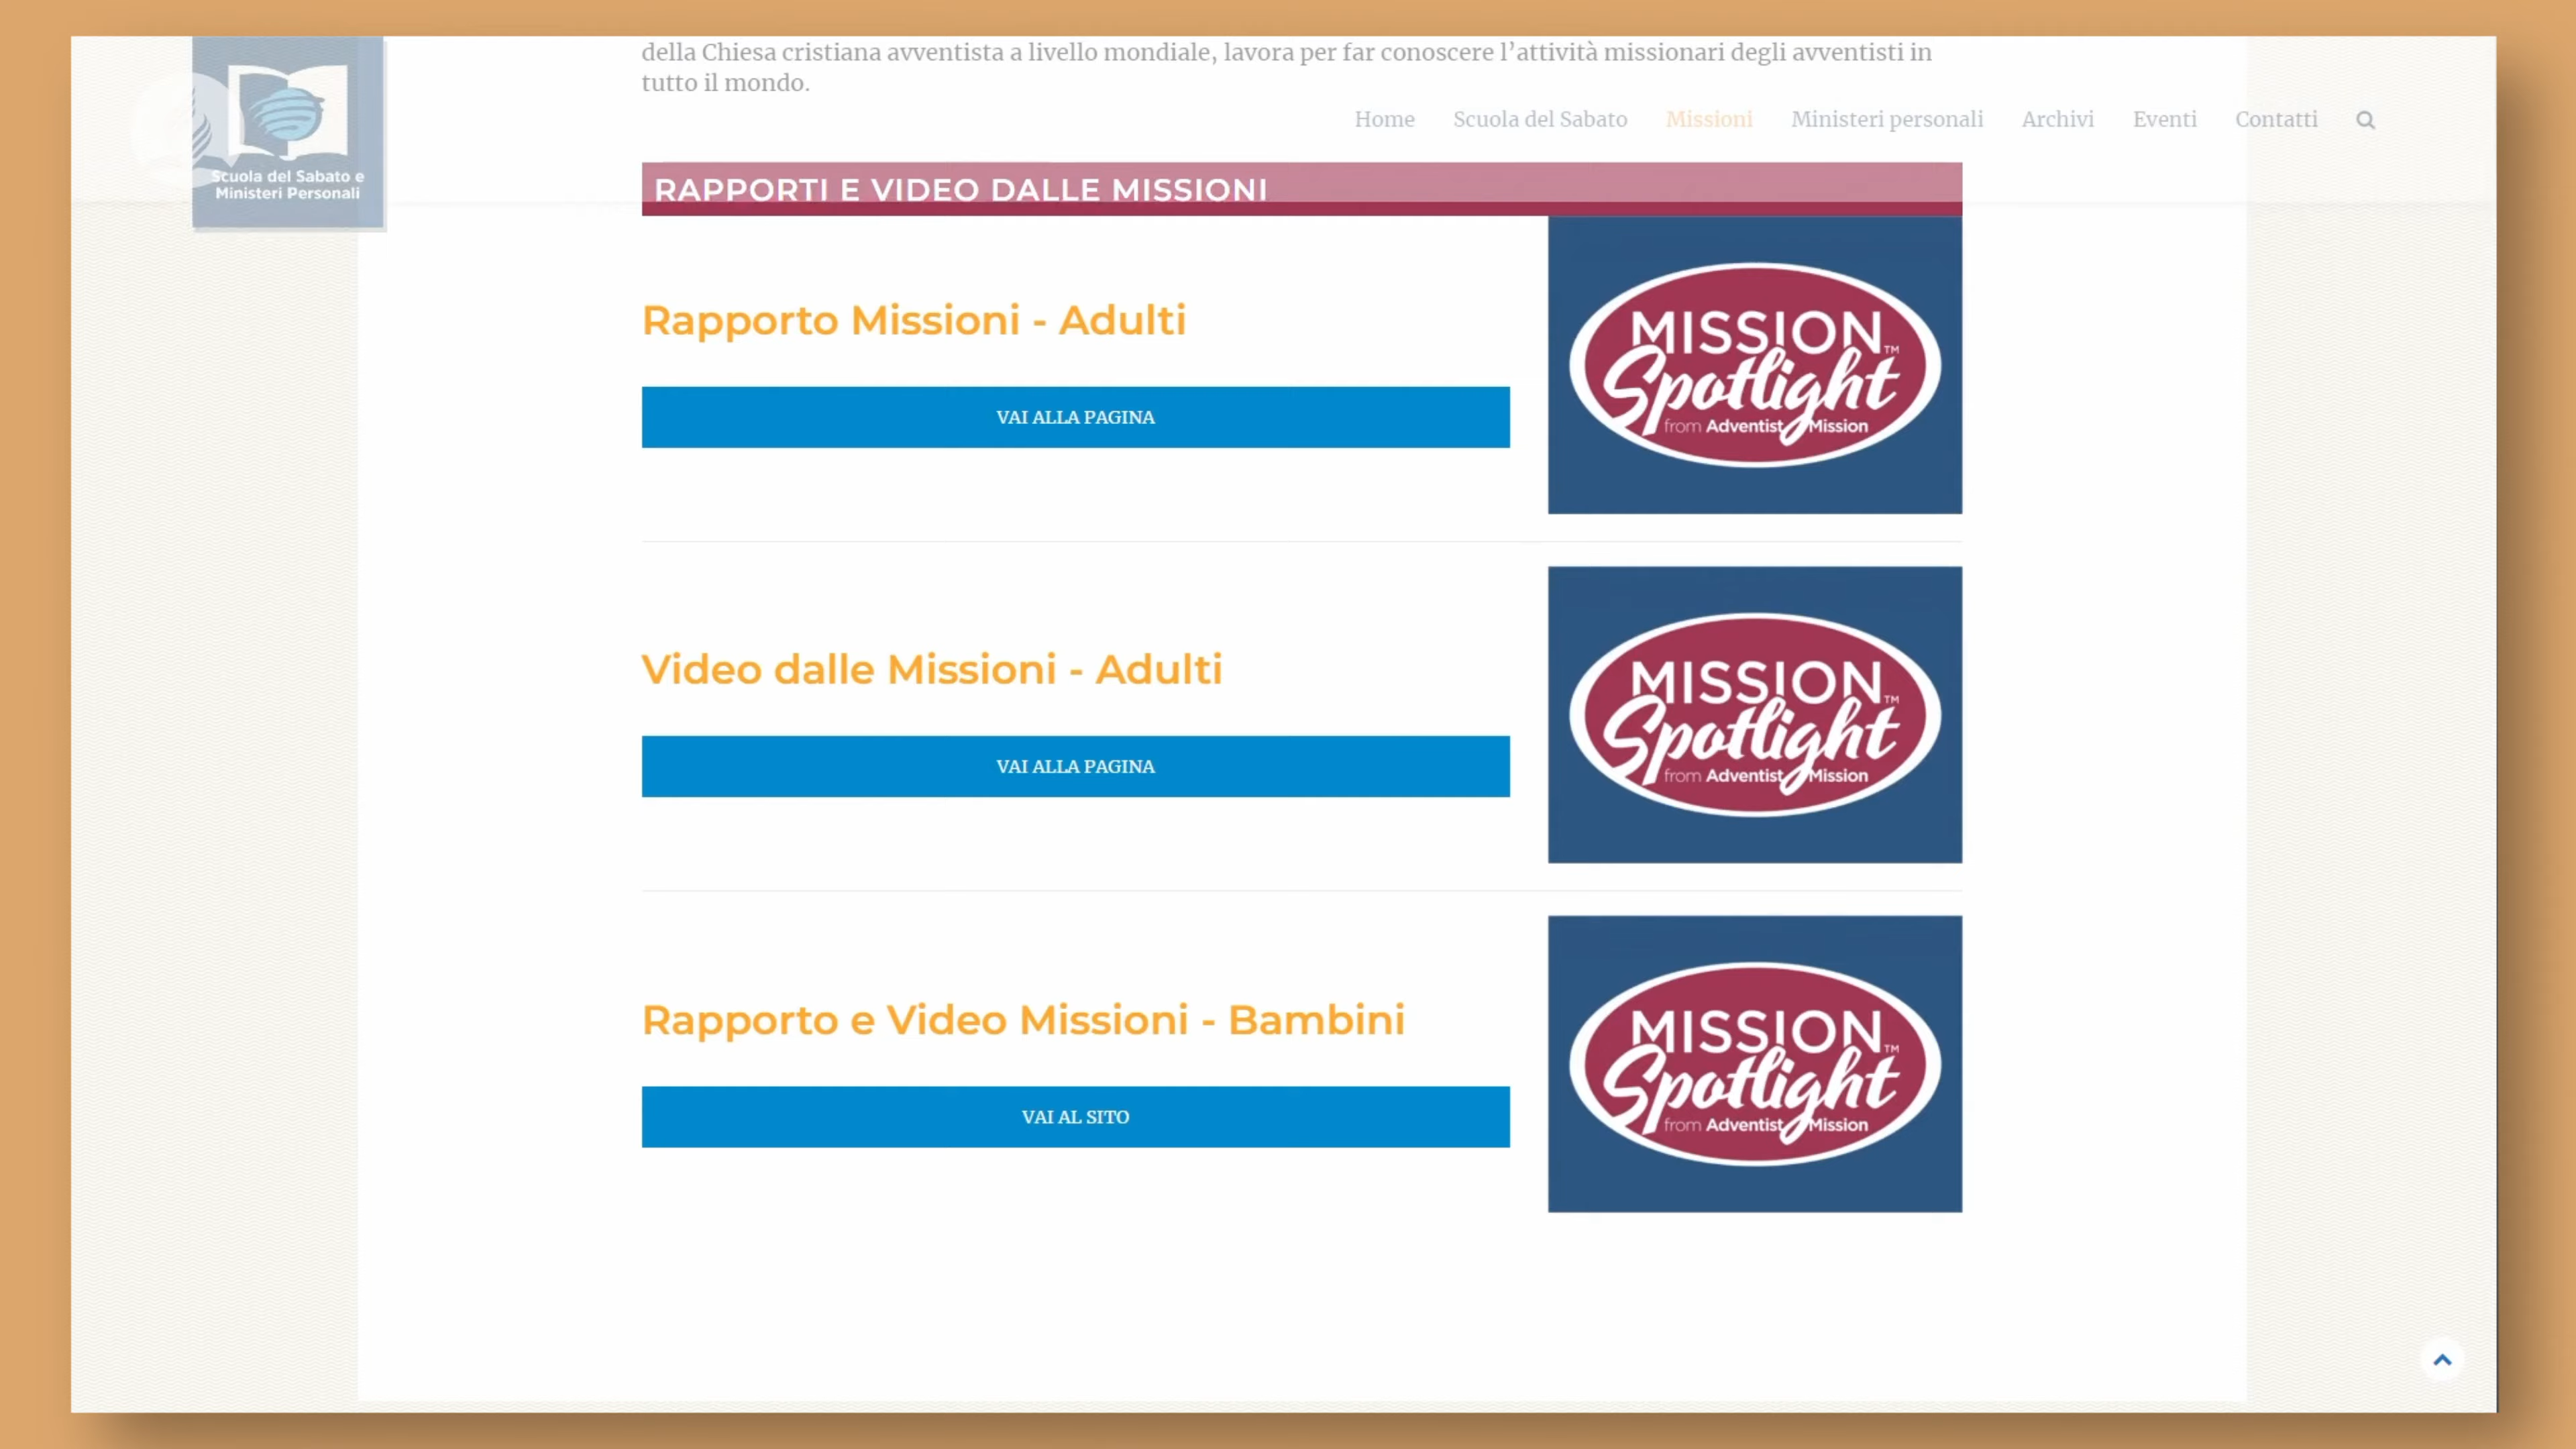 della Chiesa cristiana avventista a livello mondiale, lavora per far conoscere l’attività missionari degli avventisti in
tutto il mondo.
Scuola del Sabato e
Ministeri Personali
Home Scuola del Sabato Missioni Ministeri personali Archivi Eventi Contatti
RAPPORTI E VIDEO DALLE MISSIONI
Rapporto Missioni - Adulti
VAI ALLA PAGINA
MISSION
Spotlight™
from Adventist Mission
Video dalle Missioni - Adulti
VAI ALLA PAGINA
MISSION
Spotlight™
from Adventist Mission
Rapporto e Video Missioni - Bambini
VAI AL SITO
MISSION
Spotlight™
from Adventist Mission